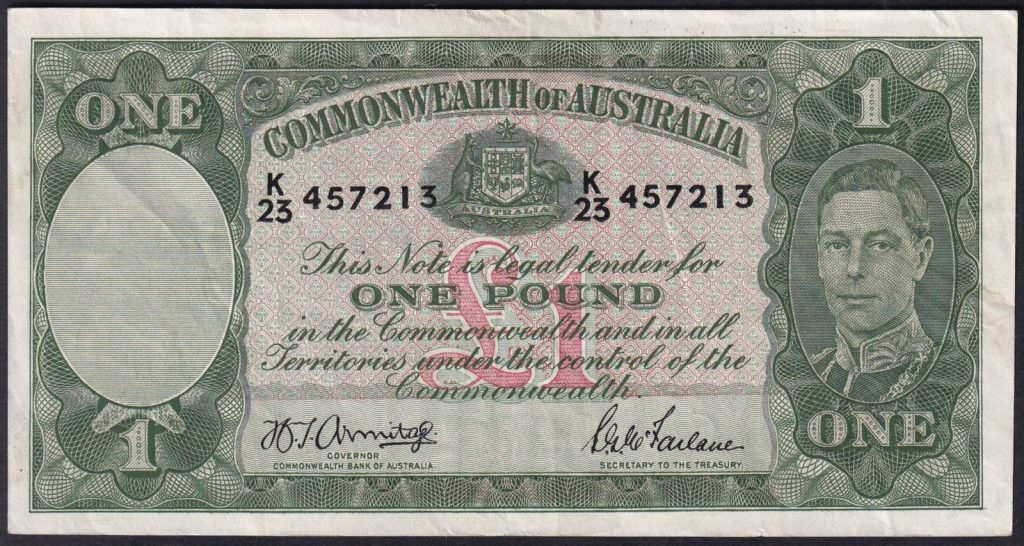 ONE
1
COMMONWEALTH OF AUSTRALIA
K
23 457213
K
23 457213
AUSTRALIA
This Note is legal tender for
ONE POUND
£1
in the Commonwealth and in all
Territories under the control of the
Commonwealth.
H.T. Armitage
GOVERNOR
COMMONWEALTH BANK OF AUSTRALIA.
S.G. McFarlane
SECRETARY TO THE TREASURY.
1
ONE